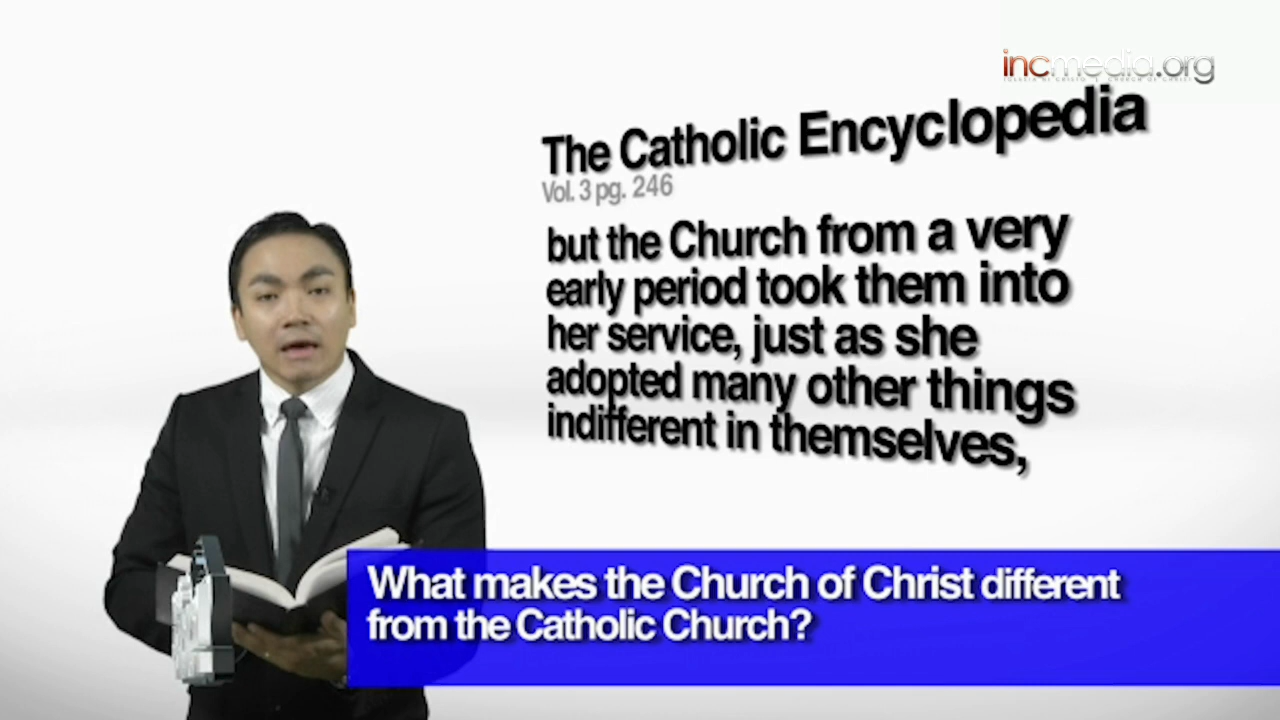 incmedia.org
The Catholic Encyclopedia
Vol. 3 pg. 246
but the Church from a very
early period took them into
her service, just as she
adopted many other things
indifferent in themselves,
What makes the Church of Christ different
from the Catholic Church?